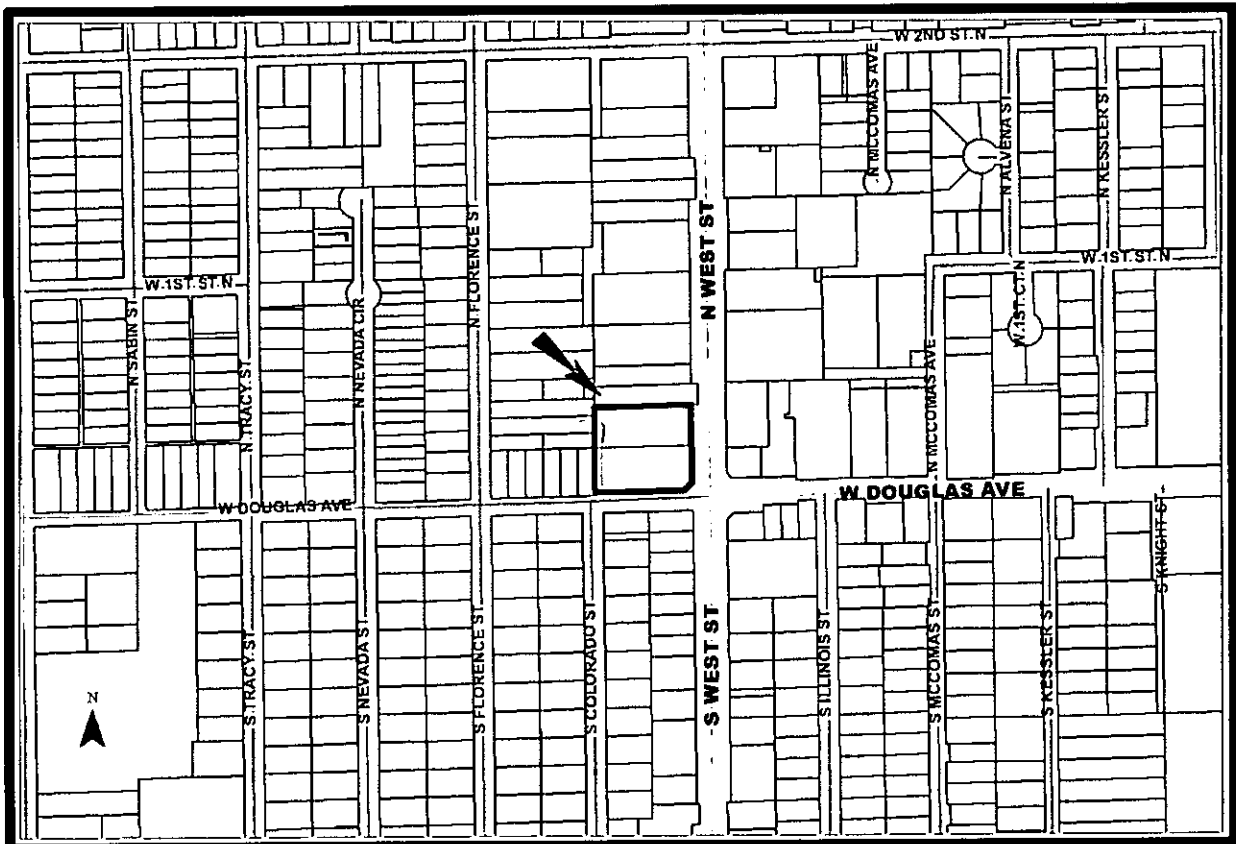 W 2ND ST N
N MCCOMAS AVE
N ALVENA ST
N KESSLER ST
N WEST ST
N FLORENCE ST
W 1ST ST N
W 1ST ST N
N SABIN ST
N TRACY ST
N NEVADA CIR
W 1ST CT N
N MCCOMAS AVE
W DOUGLAS AVE
W DOUGLAS AVE
S KNIGHT ST
S TRACY ST
S NEVADA ST
S FLORENCE ST
S COLORADO ST
S WEST ST
S ILLINOIS ST
S MCCOMAS ST
S KESSLER ST
N